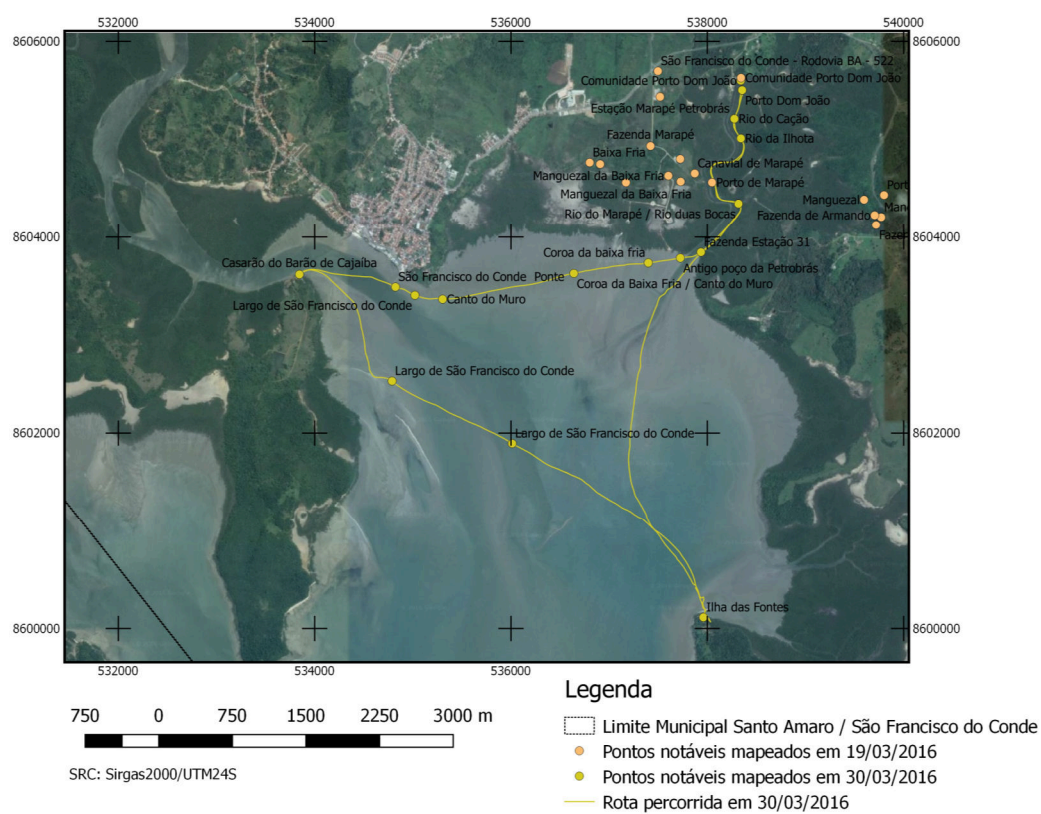 532000 534000 536000 538000 540000
8606000 8606000
São Francisco do Conde - Rodovia BA - 522
Comunidade Porto Dom João Comunidade Porto Dom João
Porto Dom João
Estação Marapé Petrobrás
Rio do Cação
Fazenda Marapé Rio da Ilhota
Baixa Fria
Canavial de Marapé
Manguezal da Baixa Fria Porto de Marapé
Manguezal da Baixa Fria
Manguezal
Rio do Marapé / Rio duas Bocas Fazenda de Armando
8604000 8604000
Fazenda Estação 31
Coroa da baixa fria
Casarão do Barão de Cajaíba Antigo poço da Petrobrás
São Francisco do Conde Ponte
Coroa da Baixa Fria / Canto do Muro
Largo de São Francisco do Conde Canto do Muro
Largo de São Francisco do Conde
Largo de São Francisco do Conde
8602000 8602000
Ilha das Fontes
8600000 8600000
532000 534000 536000 538000 540000
Legenda
750 0 750 1500 2250 3000 m
Limite Municipal Santo Amaro / São Francisco do Conde
Pontos notáveis mapeados em 19/03/2016
SRC: Sirgas2000/UTM24S
Pontos notáveis mapeados em 30/03/2016
Rota percorrida em 30/03/2016